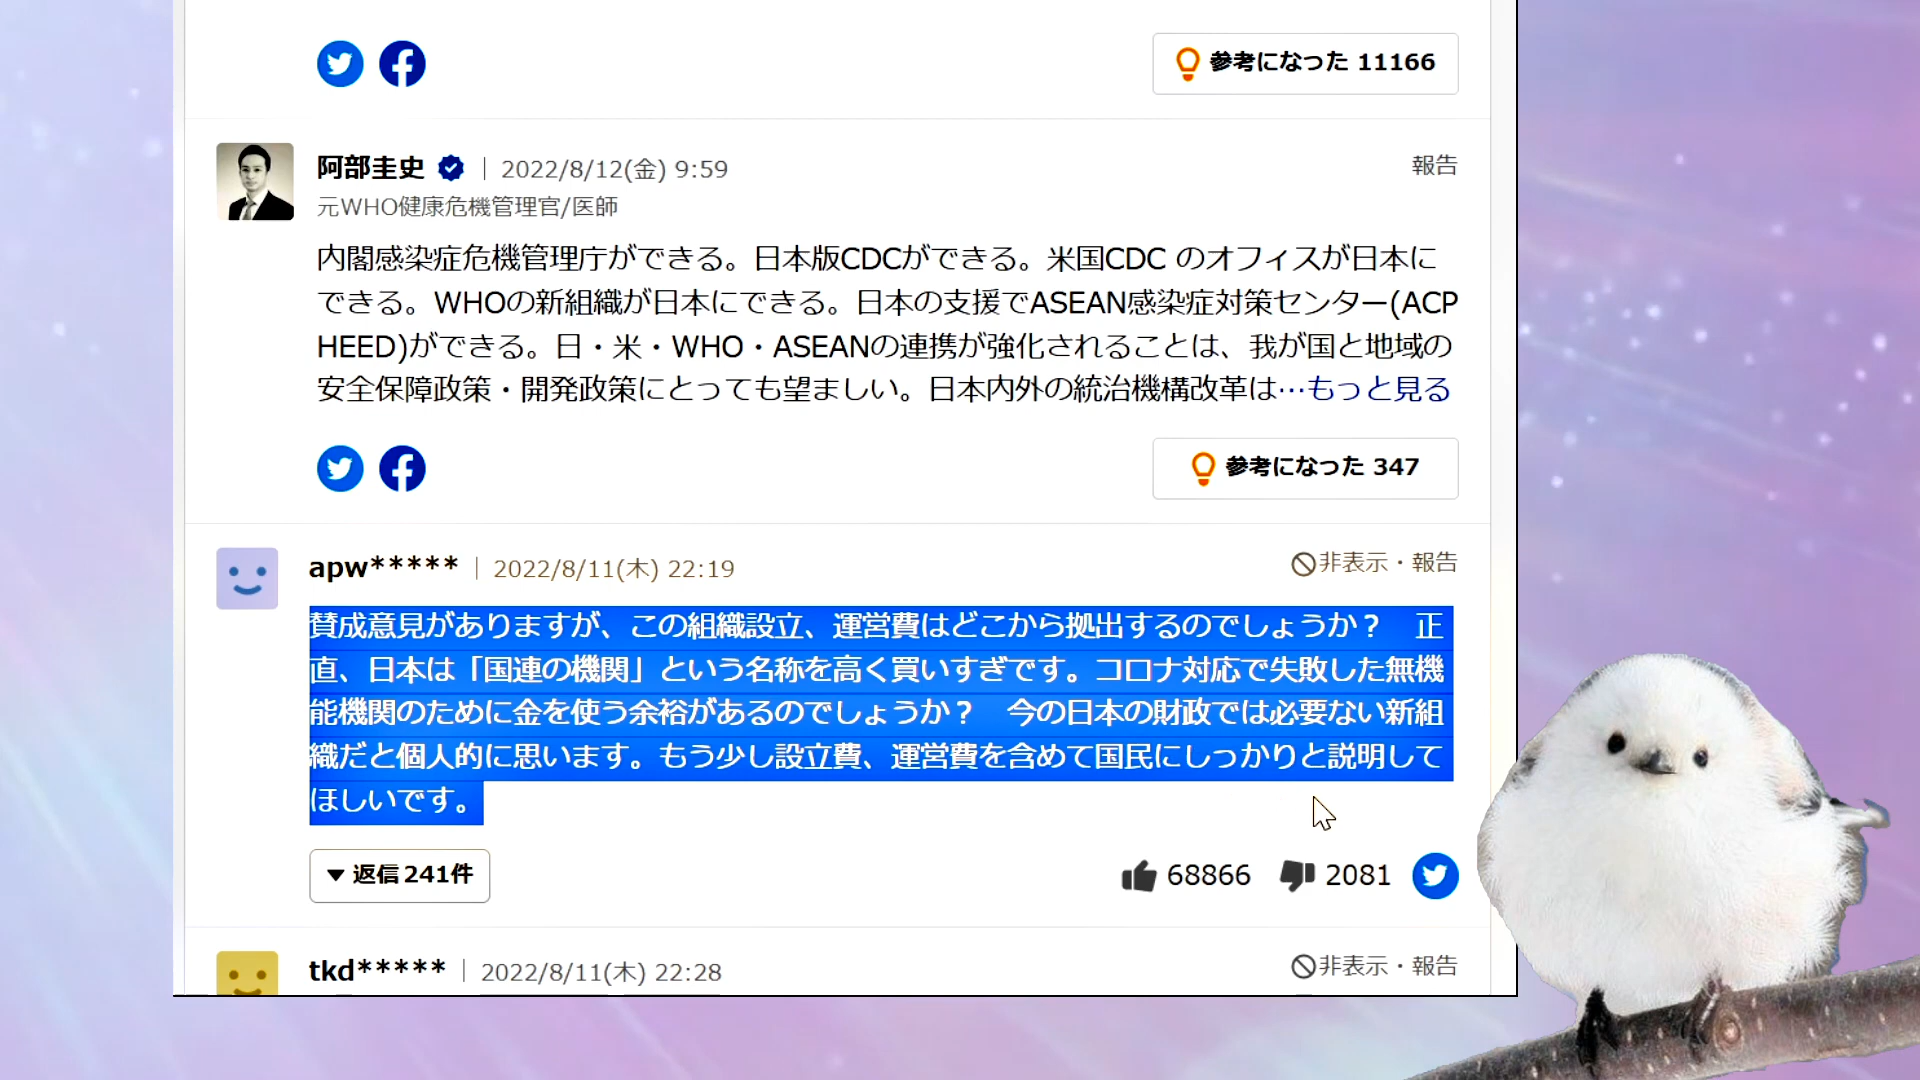 参考になった 11166
阿部圭史 | 2022/8/12(金) 9:59 報告
元WHO健康危機管理官/医師
内閣感染症危機管理庁ができる。日本版CDCができる。米国CDC のオフィスが日本に
できる。WHOの新組織が日本にできる。日本の支援でASEAN感染症対策センター(ACP
HEED)ができる。日・米・WHO・ASEANの連携が強化されることは、我が国と地域の
安全保障政策・開発政策にとっても望ましい。日本内外の統治機構改革は…もっと見る
参考になった 347
apw***** | 2022/8/11(木) 22:19 非表示・報告
賛成意見がありますが、この組織設立、運営費はどこから拠出するのでしょうか？　正
直、日本は「国連の機関」という名称を高く買いすぎです。コロナ対応で失敗した無機
能機関のために金を使う余裕があるのでしょうか？　今の日本の財政では必要ない新組
織だと個人的に思います。もう少し設立費、運営費を含めて国民にしっかりと説明して
ほしいです。
返信241件 68866 2081
tkd***** | 2022/8/11(木) 22:28 非表示・報告